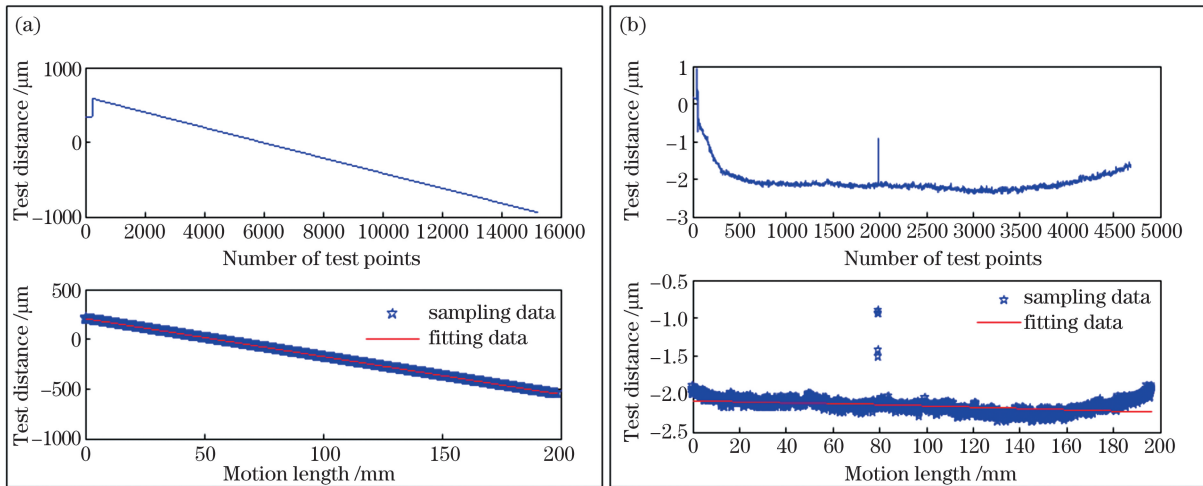 (a)
Test distance /μm
1000
0
−1000
0 2000 4000 6000 8000 10000 12000 14000 16000
Number of test points
Test distance /μm
500
0
−500
−1000
sampling data
fitting data
0 50 100 150 200
Motion length /mm
(b)
Test distance /μm
1
0
−1
−2
−3
0 500 1000 1500 2000 2500 3000 3500 4000 4500 5000
Number of test points
Test distance /μm
−0.5
−1.0
−1.5
−2.0
−2.5
sampling data
fitting data
0 20 40 60 80 100 120 140 160 180 200
Motion length /mm